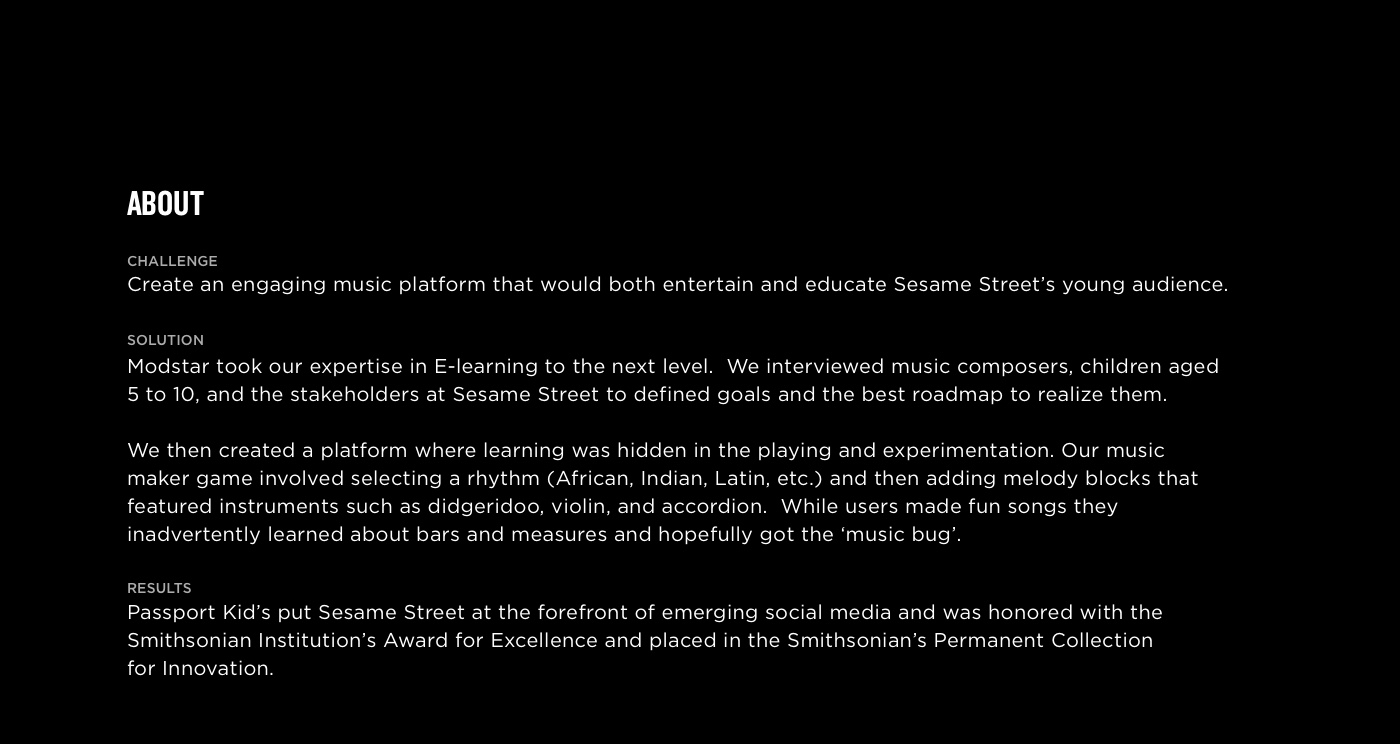 ABOUT
CHALLENGE
Create an engaging music platform that would both entertain and educate Sesame Street’s young audience.
SOLUTION
Modstar took our expertise in E-learning to the next level.  We interviewed music composers, children aged
5 to 10, and the stakeholders at Sesame Street to defined goals and the best roadmap to realize them.
We then created a platform where learning was hidden in the playing and experimentation. Our music
maker game involved selecting a rhythm (African, Indian, Latin, etc.) and then adding melody blocks that
featured instruments such as didgeridoo, violin, and accordion.  While users made fun songs they
inadvertently learned about bars and measures and hopefully got the ‘music bug’.
RESULTS
Passport Kid’s put Sesame Street at the forefront of emerging social media and was honored with the
Smithsonian Institution’s Award for Excellence and placed in the Smithsonian’s Permanent Collection
for Innovation.